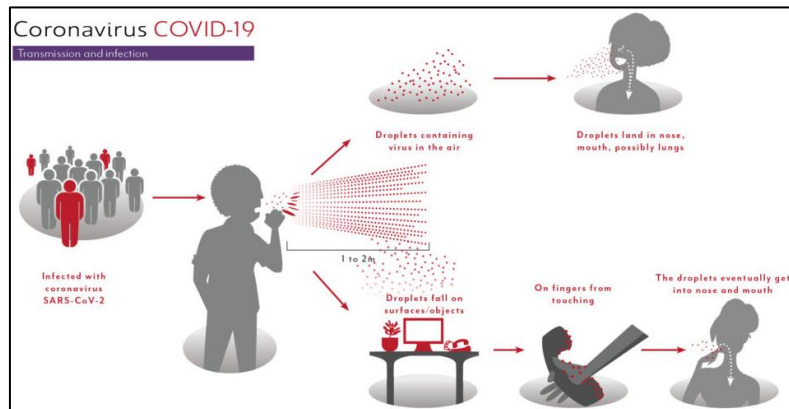 Coronavirus COVID-19
Transmission and infection
Droplets containing
virus in the air
Droplets land in nose,
mouth, possibly lungs
Infected with
coronavirus
SARS-CoV-2
1 to 2m
Droplets fall on
surfaces/objects
On fingers from
touching
The droplets eventually get
into nose and mouth